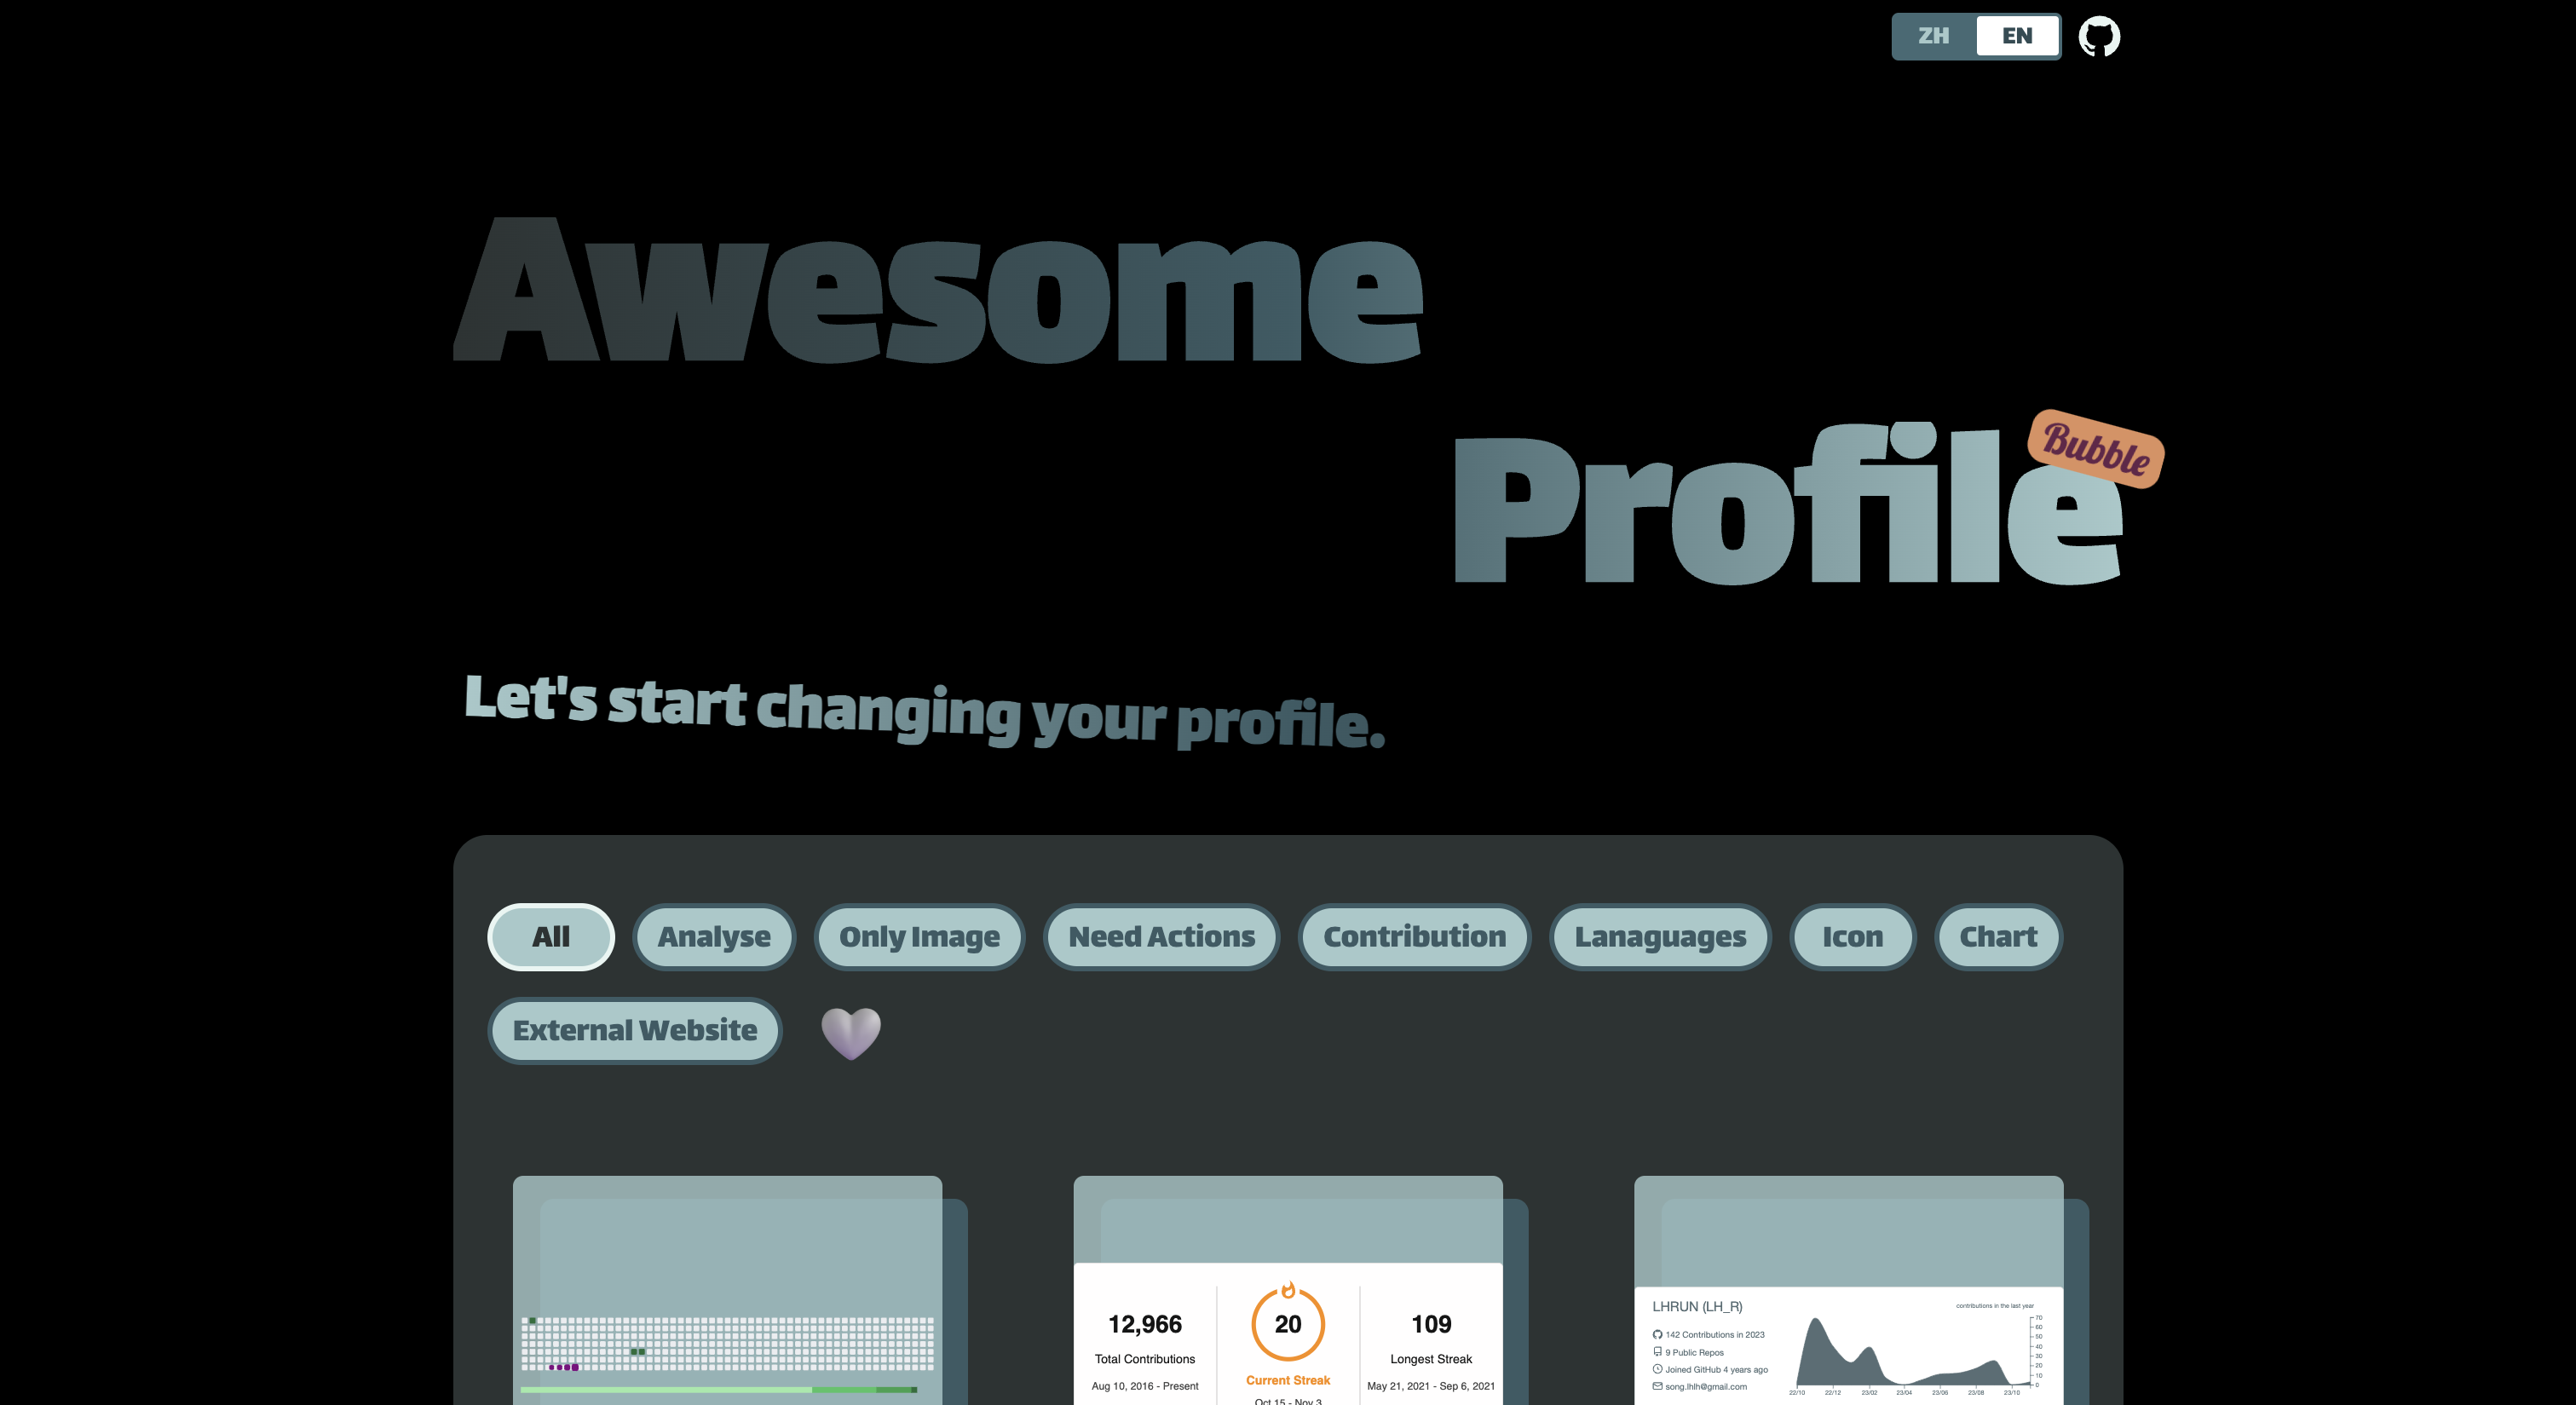 ZH EN
Awesome
Profile
Bubble
Let's start changing your profile.
All Analyse Only Image Need Actions Contribution Lanaguages Icon Chart
External Website
12,966
Total Contributions
Aug 10, 2016 - Present
20
Current Streak
Oct 15 - Nov 3
109
Longest Streak
May 21, 2021 - Sep 6, 2021
LHRUN (LH_R)
142 Contributions in 2023
9 Public Repos
Joined GitHub 4 years ago
song.lhlh@gmail.com
contributions in the last year
70
60
50
40
30
20
10
0
22/10 22/12 23/02 23/04 23/06 23/08 23/10